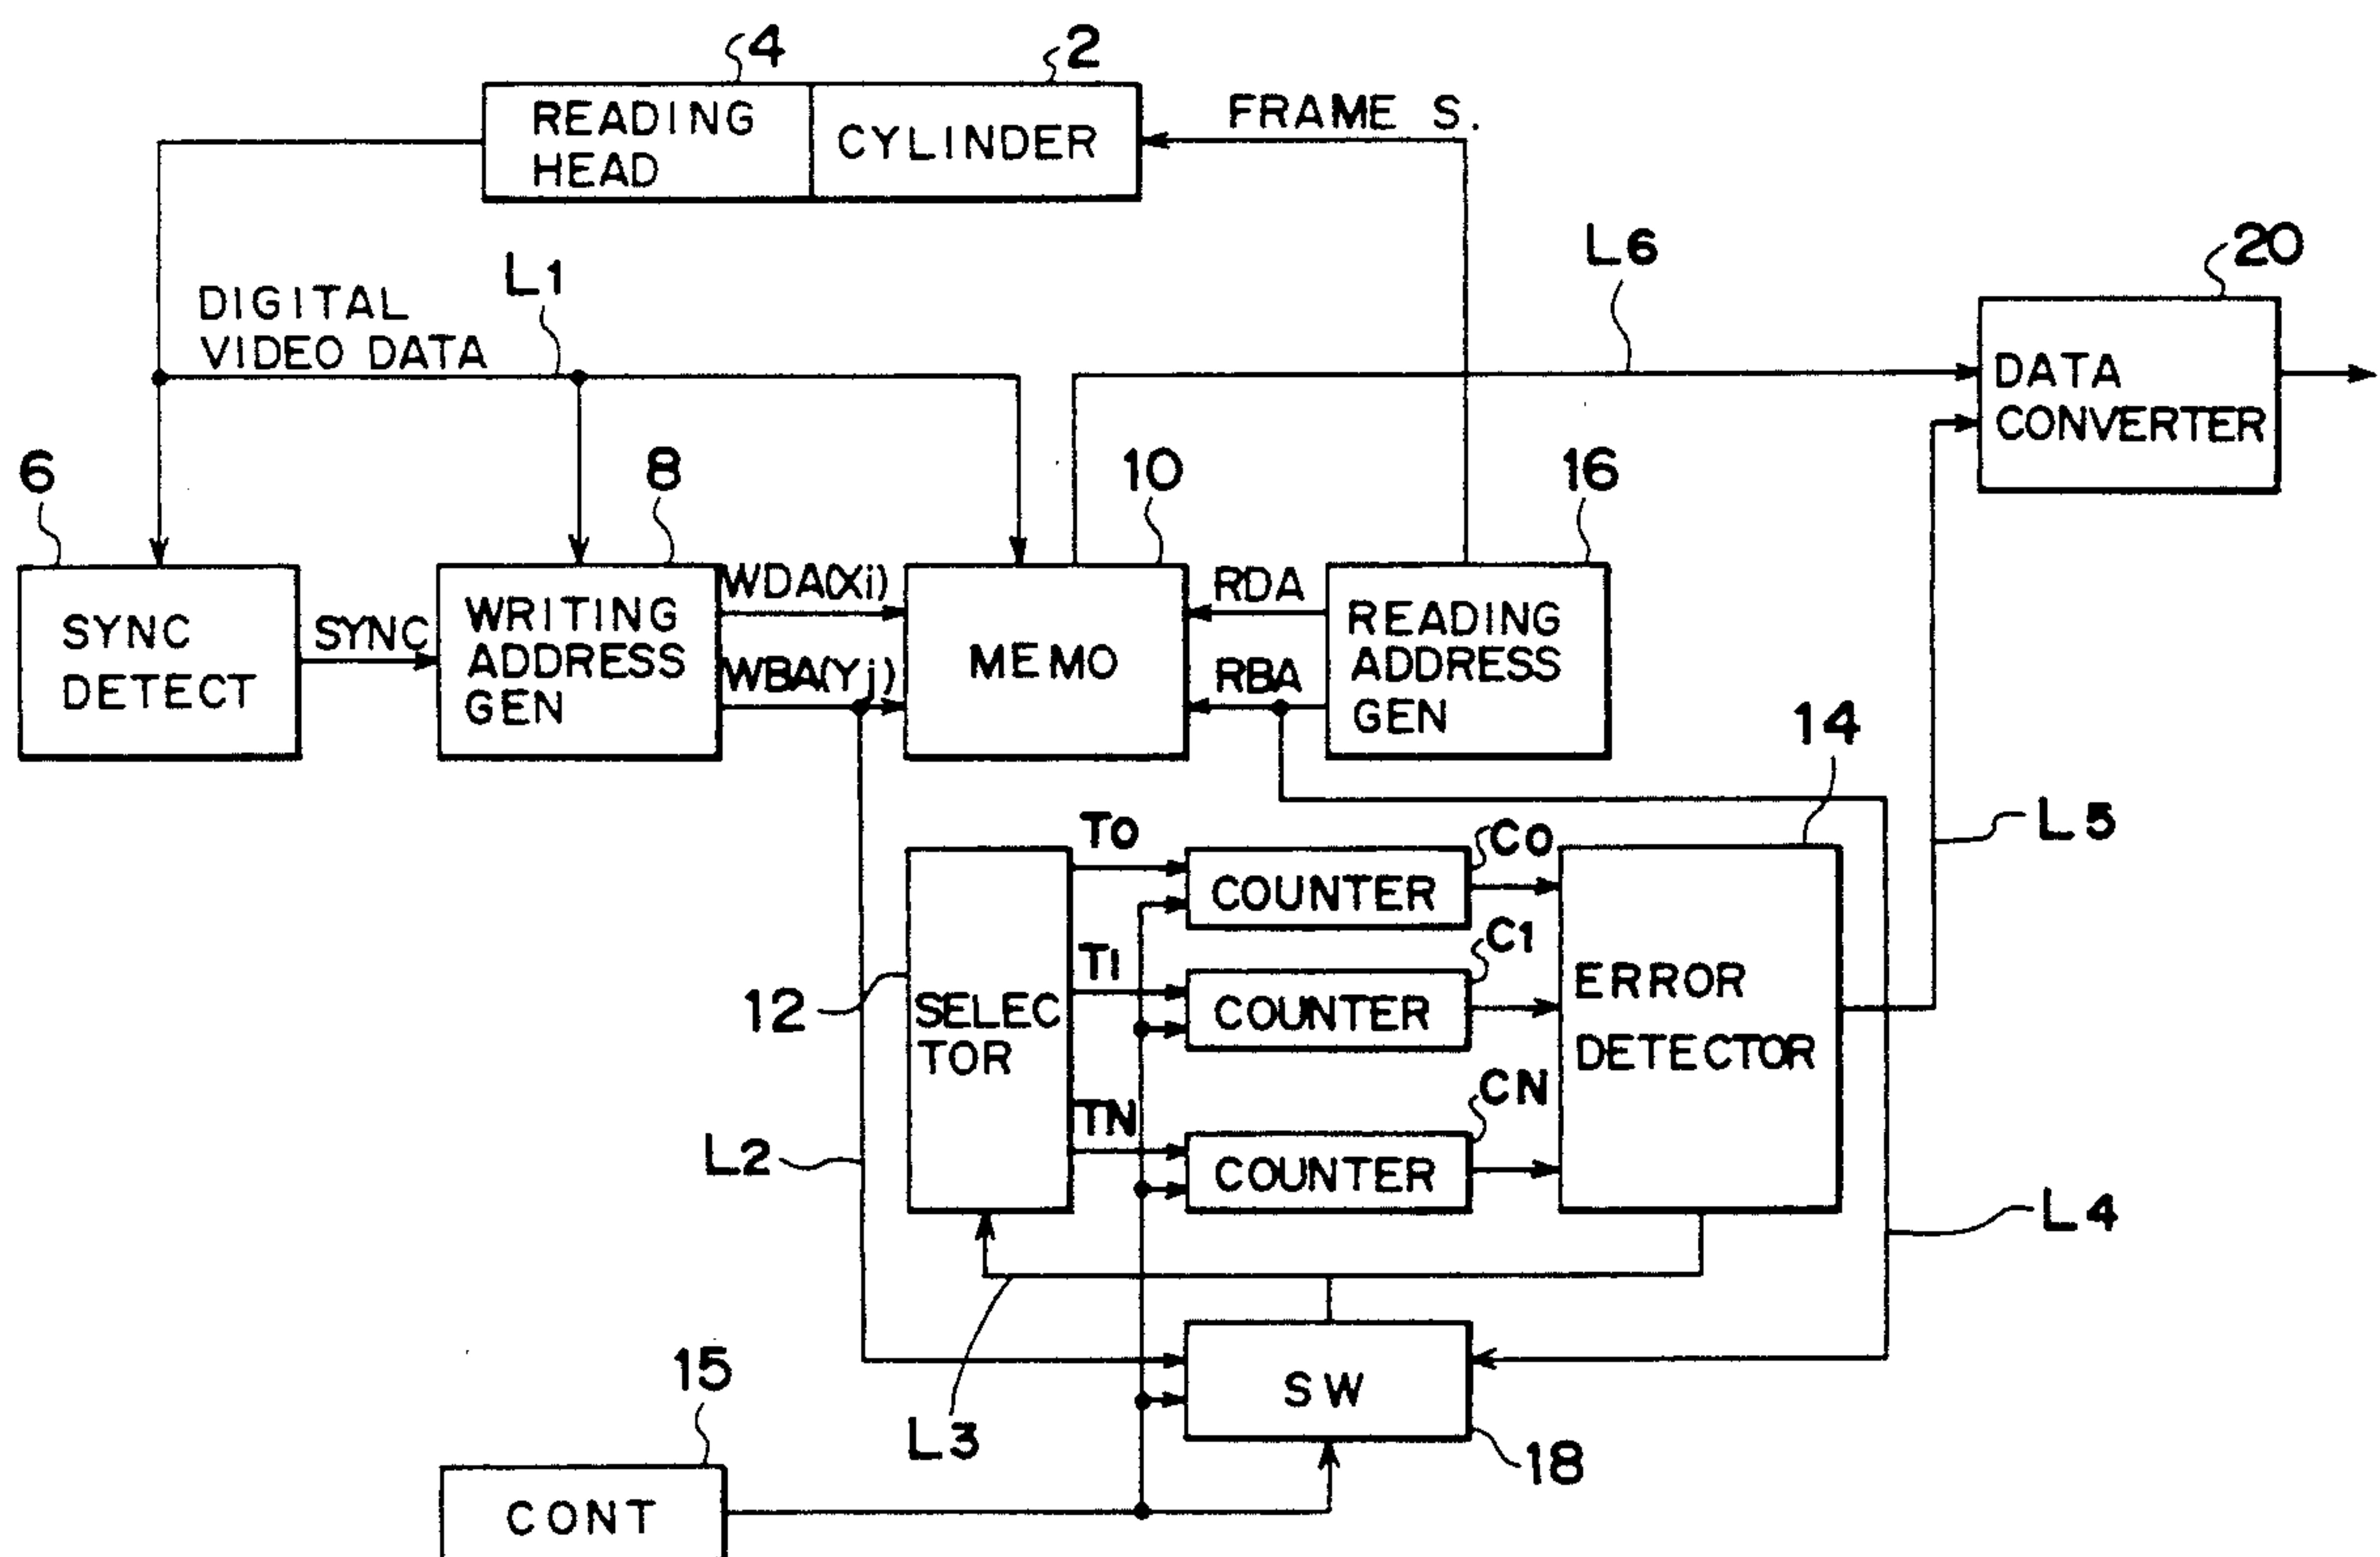 4
2
READING
HEAD
CYLINDER
FRAME S.
L1
L6
20
DIGITAL
VIDEO DATA
DATA
CONVERTER
6
8
10
16
SYNC
DETECT
SYNC
WRITING
ADDRESS
GEN
WDA(Xi)
WBA(Yj)
MEMO
RDA
RBA
READING
ADDRESS
GEN
14
L5
T0
COUNTER
C0
T1
COUNTER
C1
TN
COUNTER
CN
12
SELEC
TOR
ERROR
DETECTOR
L2
L4
L3
SW
18
15
CONT